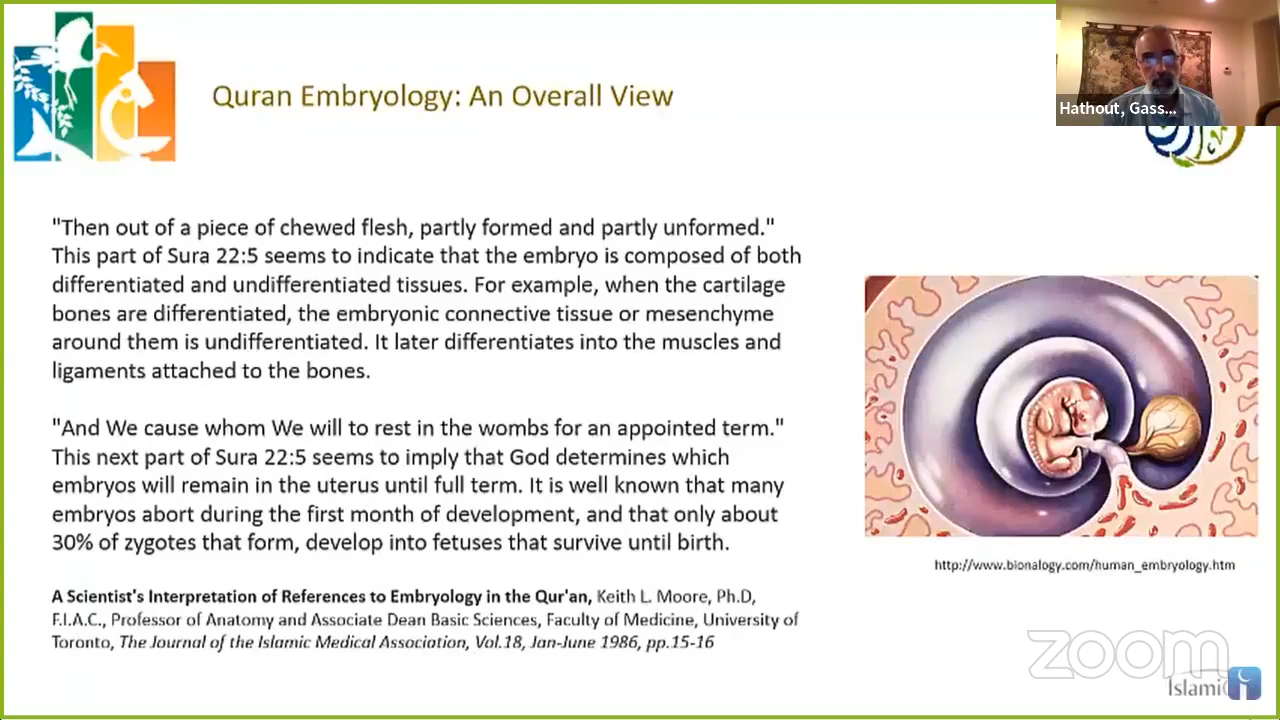 Quran Embryology: An Overall View
Hathout, Gass...
"Then out of a piece of chewed flesh, partly formed and partly unformed."
This part of Sura 22:5 seems to indicate that the embryo is composed of both
differentiated and undifferentiated tissues. For example, when the cartilage
bones are differentiated, the embryonic connective tissue or mesenchyme
around them is undifferentiated. It later differentiates into the muscles and
ligaments attached to the bones.
"And We cause whom We will to rest in the wombs for an appointed term."
This next part of Sura 22:5 seems to imply that God determines which
embryos will remain in the uterus until full term. It is well known that many
embryos abort during the first month of development, and that only about
30% of zygotes that form, develop into fetuses that survive until birth.
http://www.bionalogy.com/human_embryology.htm
A Scientist's Interpretation of References to Embryology in the Qur'an, Keith L. Moore, Ph.D,
F.I.A.C., Professor of Anatomy and Associate Dean Basic Sciences, Faculty of Medicine, University of
Toronto, The Journal of the Islamic Medical Association, Vol.18, Jan-June 1986, pp.15-16
zoom